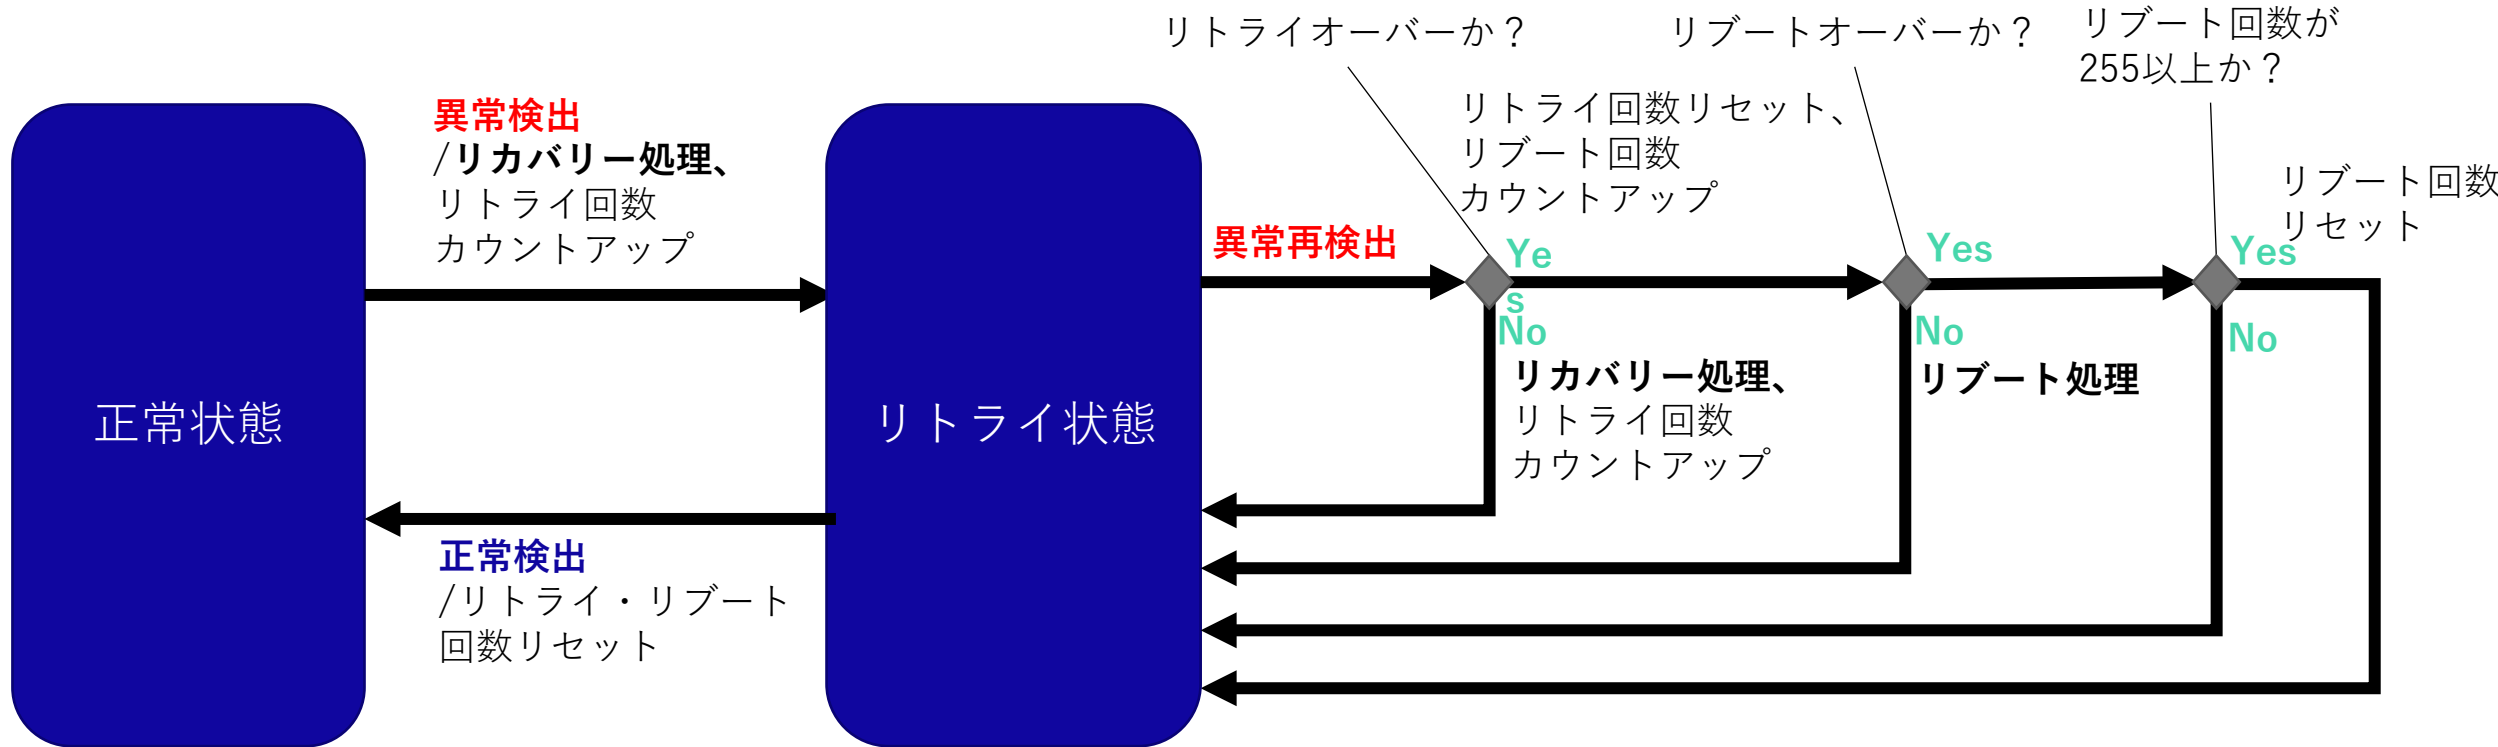 リトライオーバーか？
リブートオーバーか？
リブート回数が
255以上か？
異常検出
/リカバリー処理、
リトライ回数
カウントアップ
リトライ回数リセット、
リブート回数
カウントアップ
リブート回数
リセット
異常再検出
Ye
s
Yes
Yes
No
No
No
リカバリー処理、
リトライ回数
カウントアップ
リブート処理
正常状態
リトライ状態
正常検出
/リトライ・リブート
回数リセット